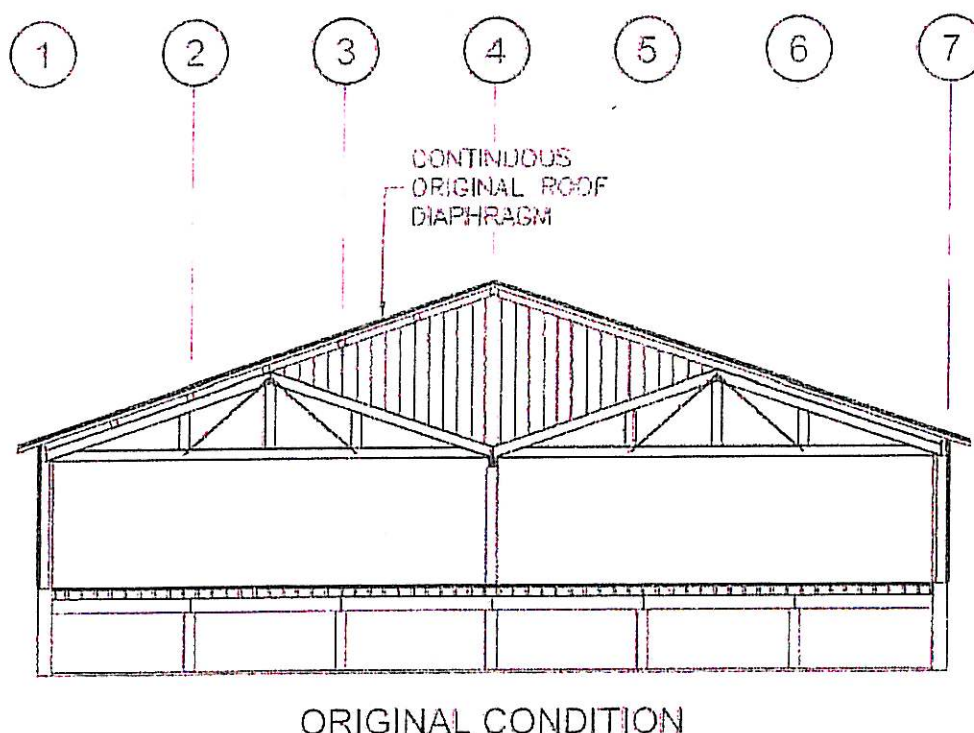 1 2 3 4 5 6 7
CONTINUOUS
ORIGINAL ROOF
DIAPHRAGM
ORIGINAL CONDITION